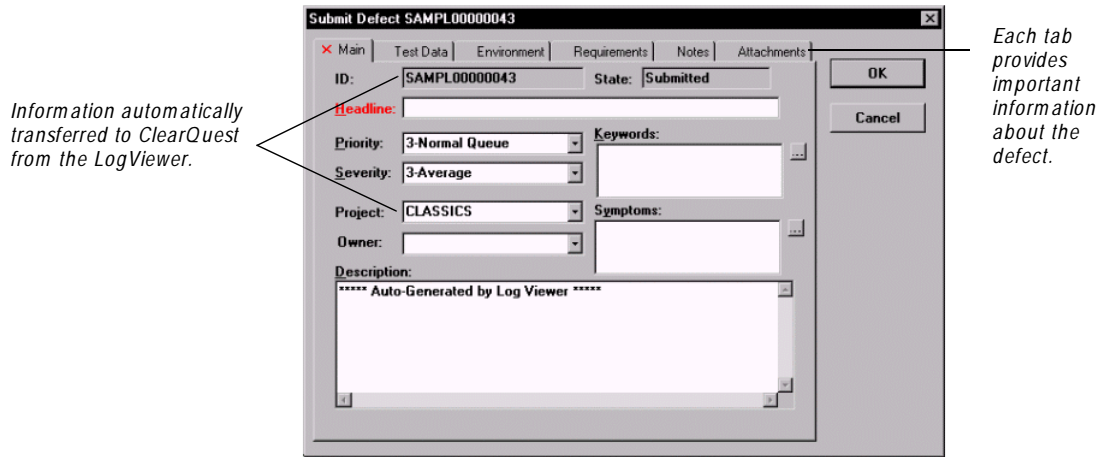 Submit Defect SAMPL00000043
Main Test Data Environment Requirements Notes Attachments
ID: SAMPL00000043 State: Submitted
Headline:
Priority: 3-Normal Queue
Keywords:
...
Severity: 3-Average
Project: CLASSICS
Symptoms:
...
Owner:
Description:
***** Auto-Generated by Log Viewer *****
OK
Cancel
Information automatically
transferred to ClearQuest
from the LogViewer.
Each tab
provides
important
information
about the
defect.